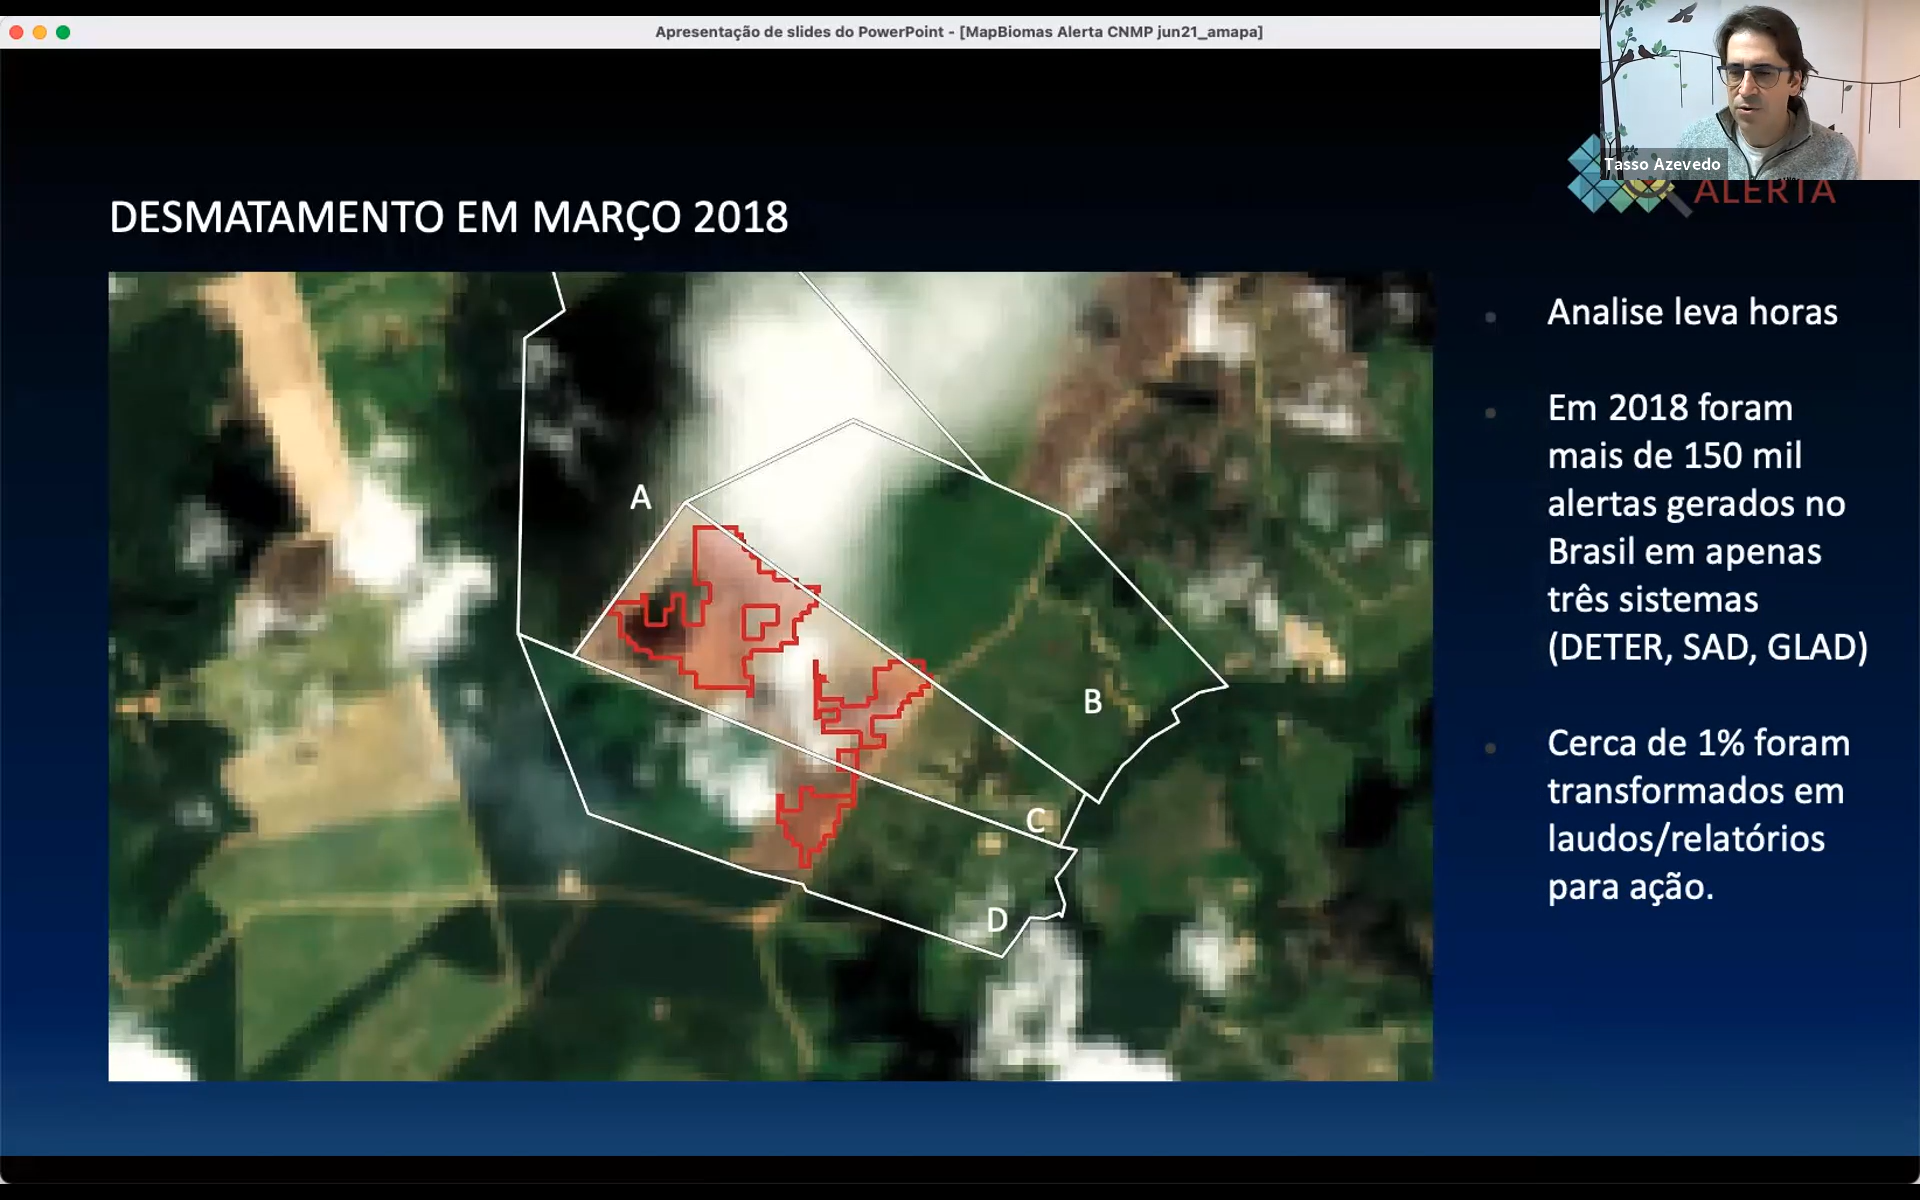 Apresentação de slides do PowerPoint - [MapBiomas Alerta CNMP jun21_amapa]
Tasso Azevedo
ALERTA
DESMATAMENTO EM MARÇO 2018
A
B
C
D
Analise leva horas
Em 2018 foram
mais de 150 mil
alertas gerados no
Brasil em apenas
três sistemas
(DETER, SAD, GLAD)
Cerca de 1% foram
transformados em
laudos/relatórios
para ação.